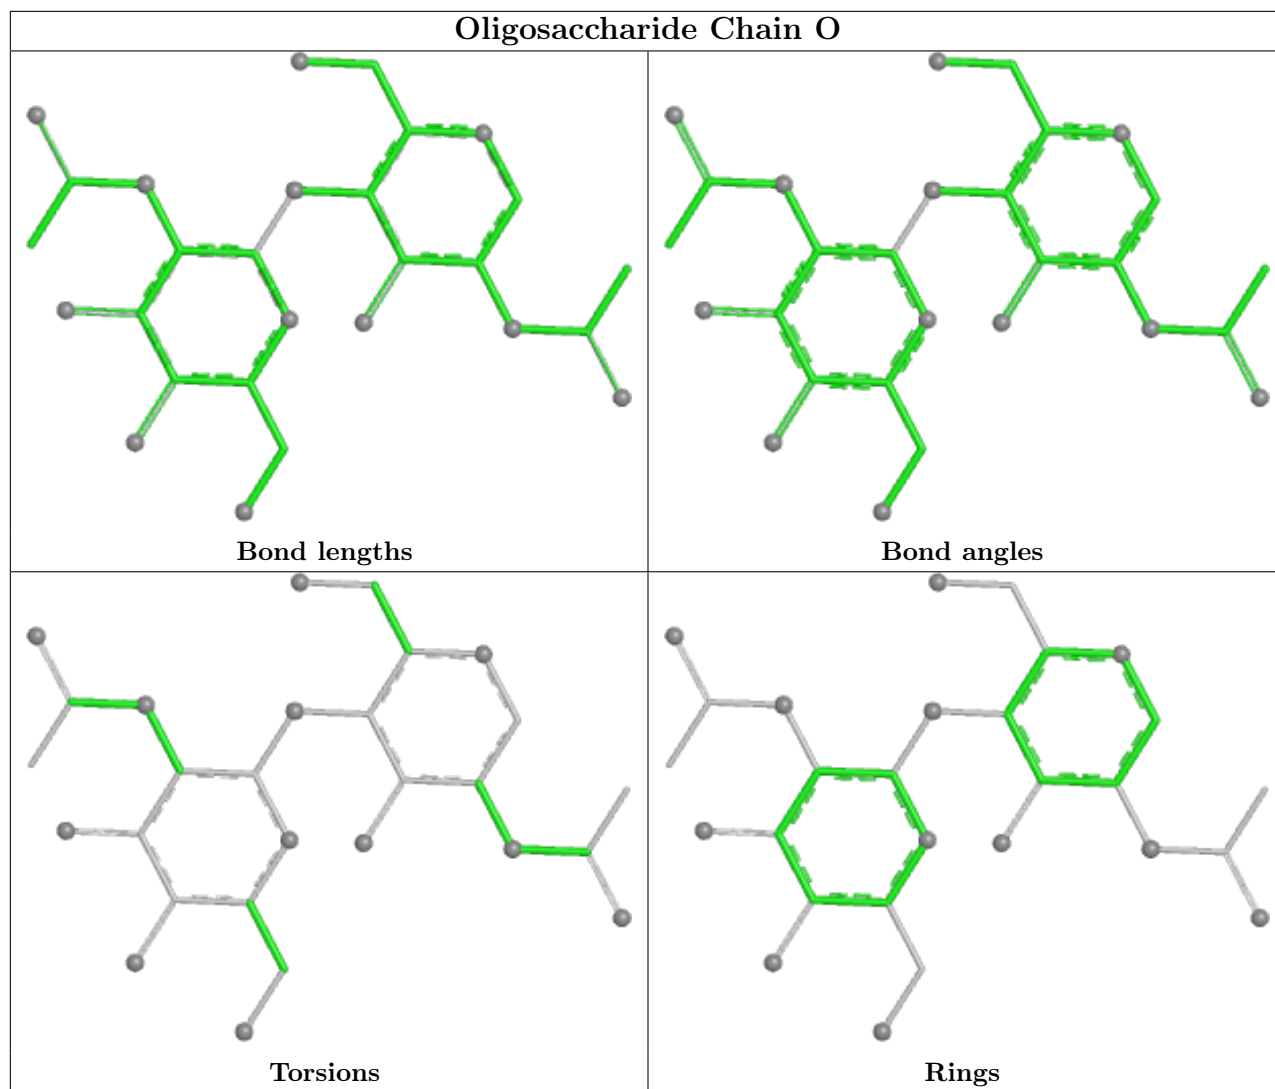 Oligosaccharide Chain O
Bond lengths
Bond angles
Torsions
Rings